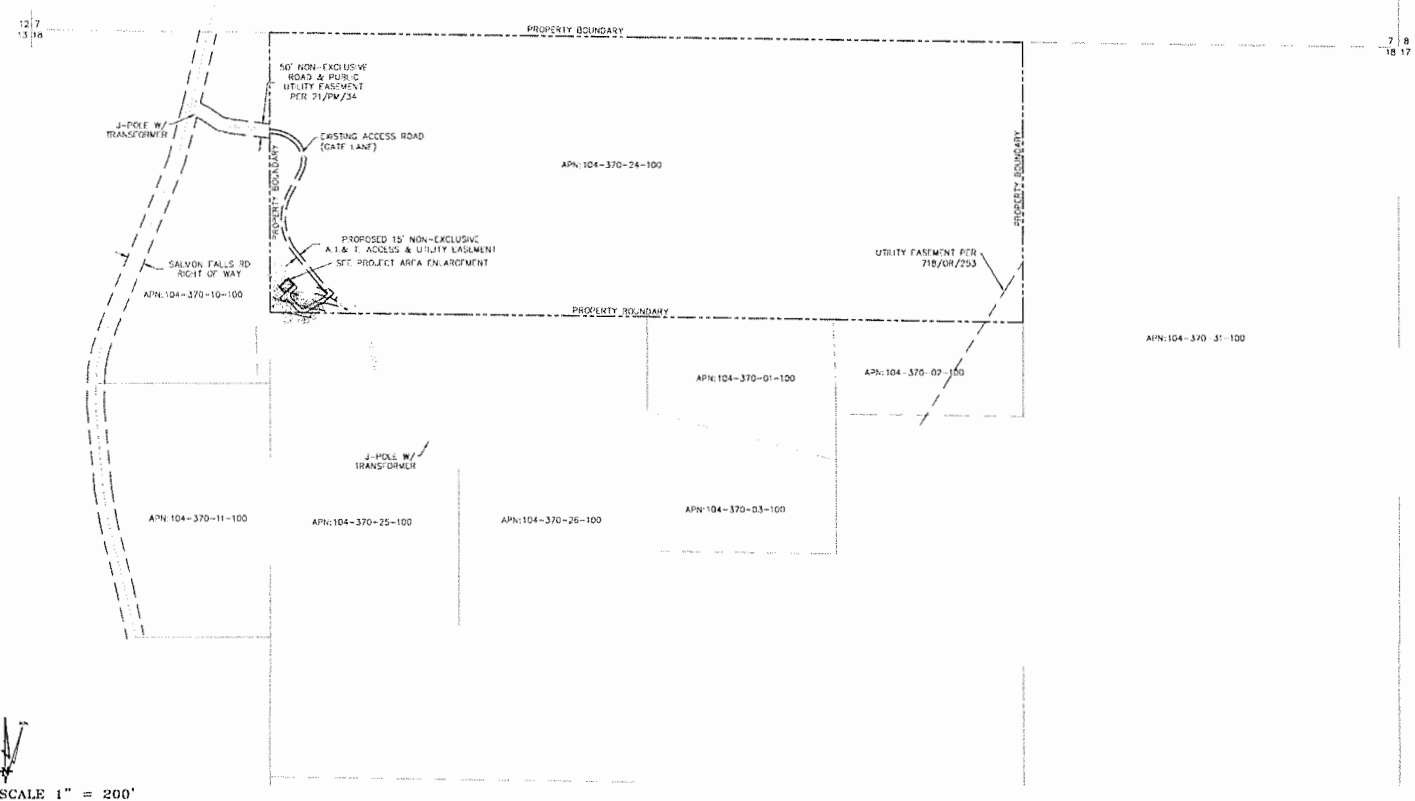 12 7
13 18
PROPERTY BOUNDARY
7 8
18 17
50' NON-EXCLUSIVE
ROAD & PUBLIC
UTILITY EASEMENT
PER 21/PM/34
J-POLE W/
TRANSFORMER
EXISTING ACCESS ROAD
(GATE LANE)
PROPERTY BOUNDARY
APN: 104-370-24-100
PROPERTY BOUNDARY
PROPOSED 15' NON-EXCLUSIVE
A.T.& T. ACCESS & UTILITY EASEMENT
SEE PROJECT AREA ENLARGEMENT
UTILITY EASEMENT PER
718/OR/253
SALMON FALLS RD
RIGHT OF WAY
APN: 104-370-10-100
PROPERTY BOUNDARY
APN: 104-370-31-100
APN: 104-370-01-100
APN: 104-370-02-100
J-POLE W/
TRANSFORMER
APN: 104-370-11-100
APN: 104-370-25-100
APN: 104-370-26-100
APN: 104-370-03-100
SCALE 1" = 200'